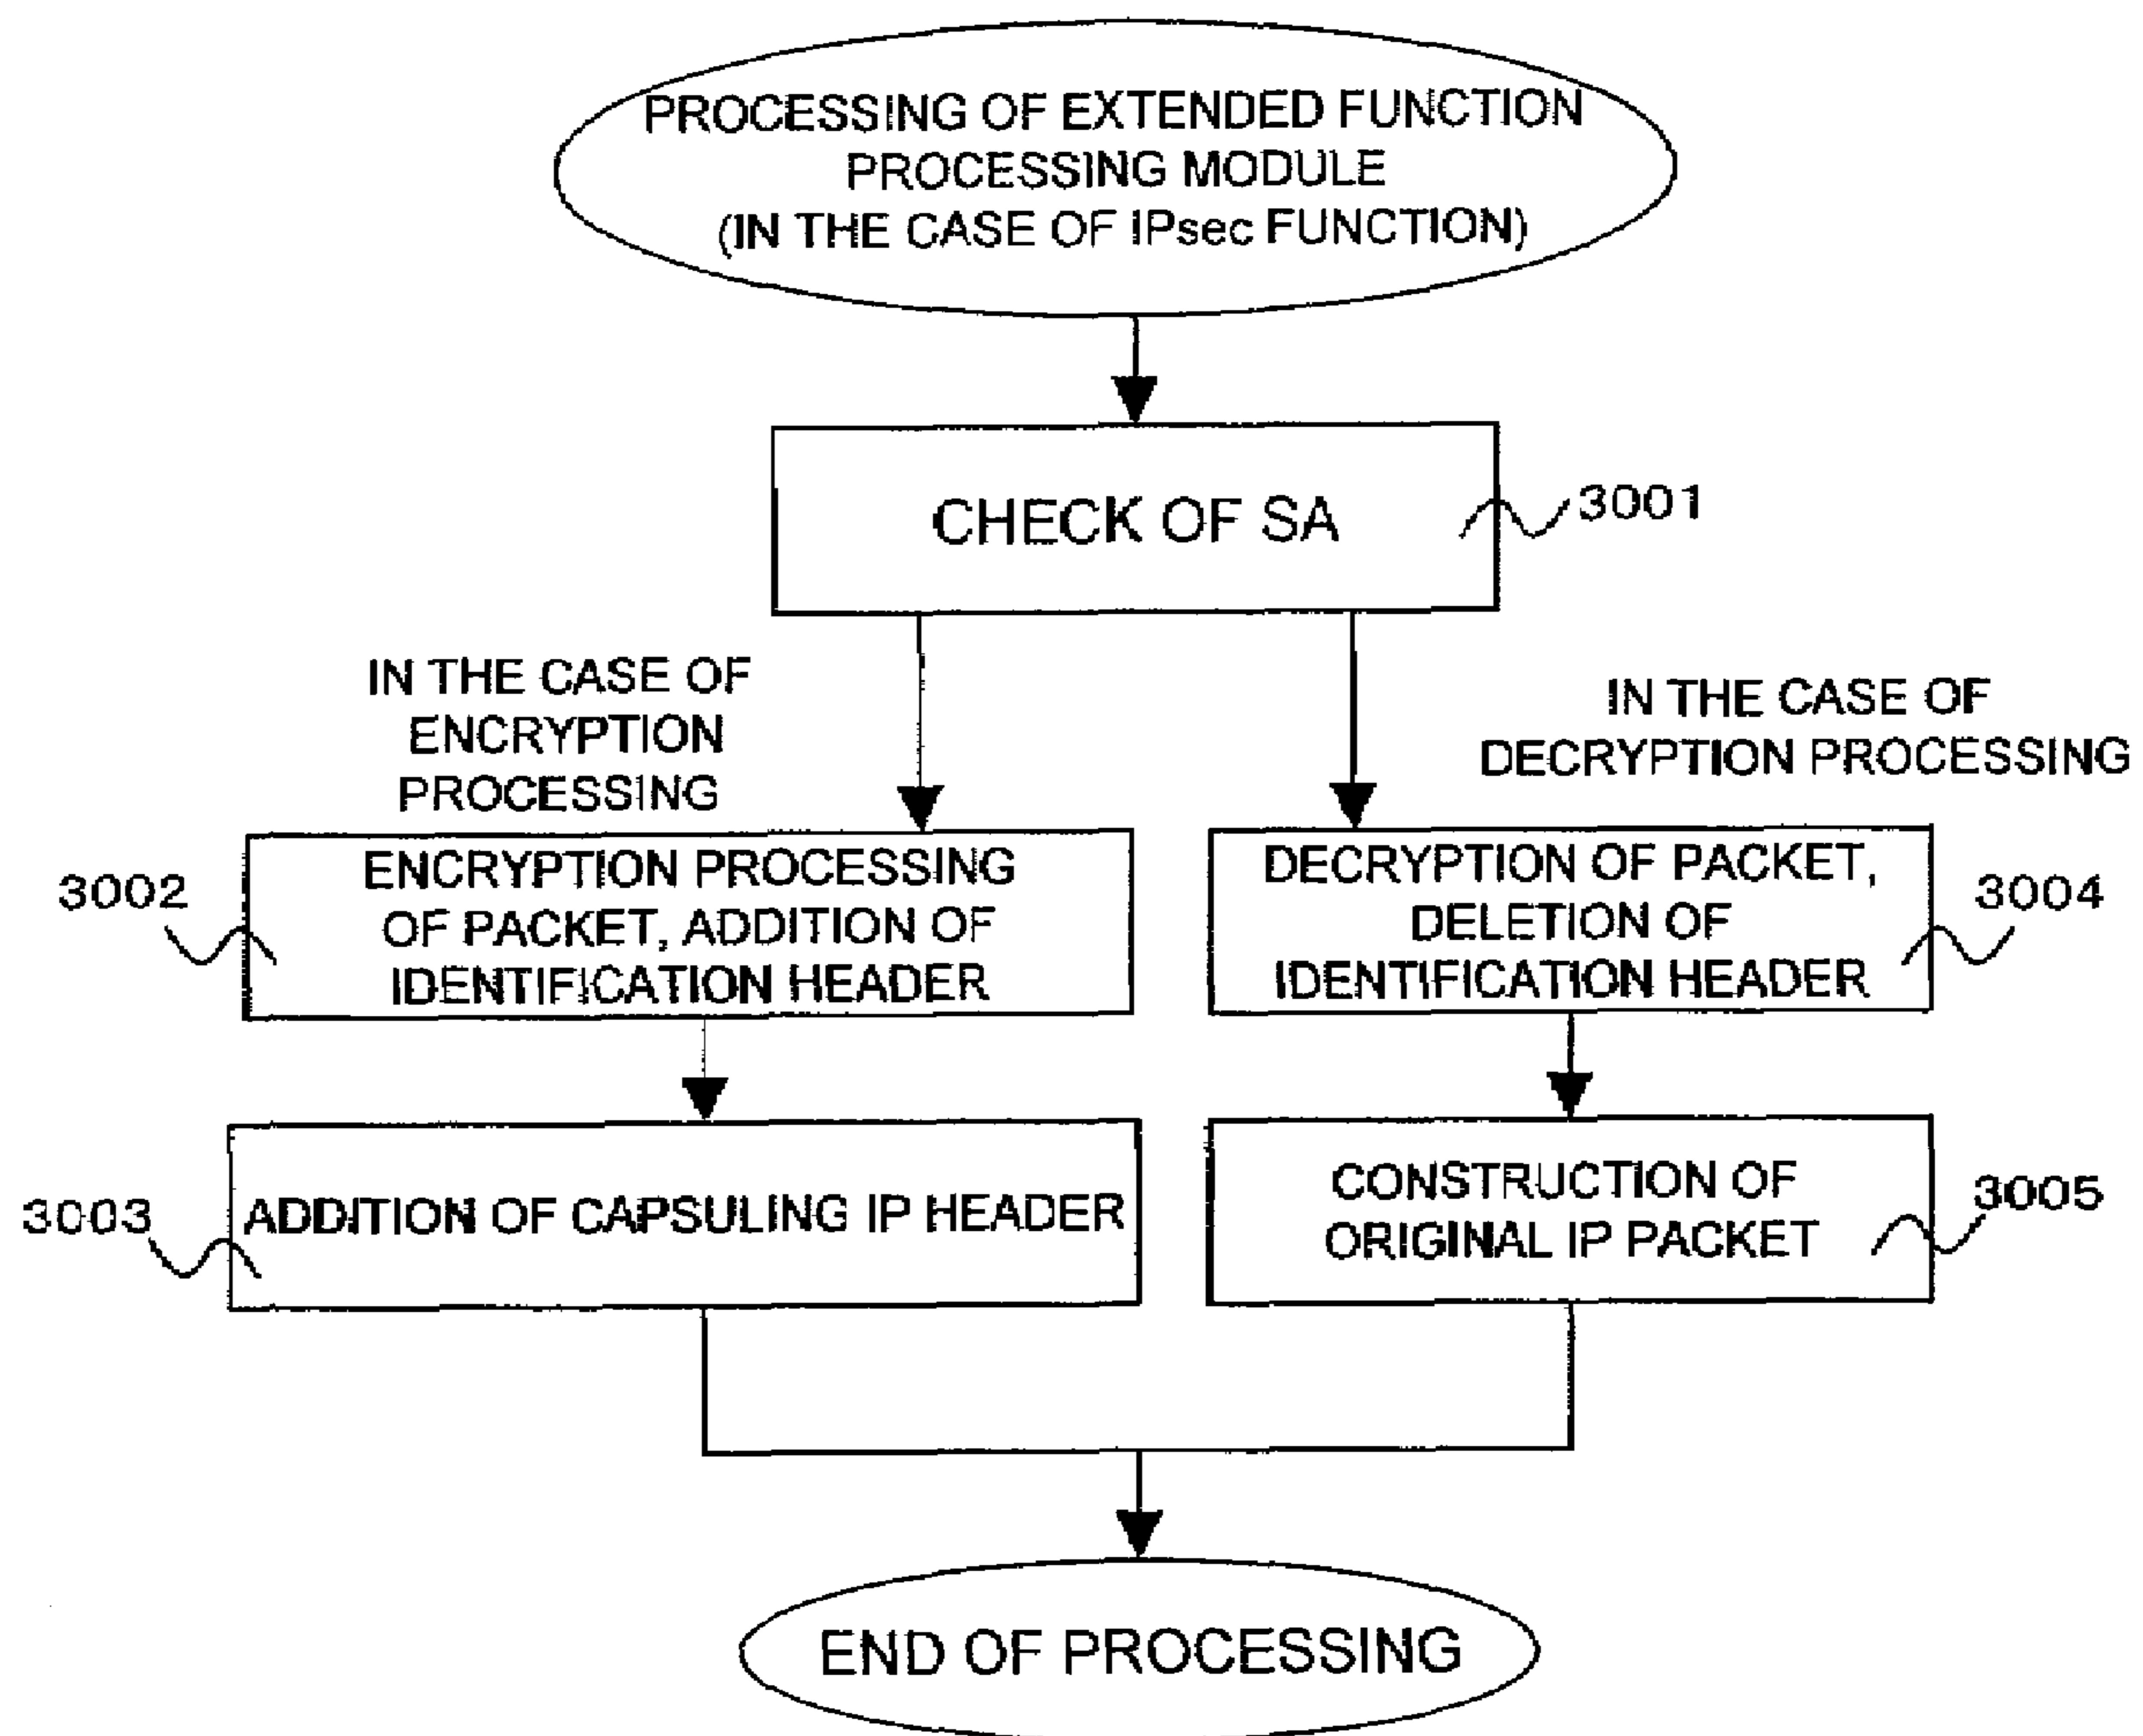 PROCESSING OF EXTENDED FUNCTION
PROCESSING MODULE
(IN THE CASE OF IPsec FUNCTION)
CHECK OF SA
3001
IN THE CASE OF
ENCRYPTION
PROCESSING
IN THE CASE OF
DECRYPTION PROCESSING
3002
ENCRYPTION PROCESSING
OF PACKET, ADDITION OF
IDENTIFICATION HEADER
DECRYPTION OF PACKET,
DELETION OF
IDENTIFICATION HEADER
3004
3003
ADDITION OF CAPSULING IP HEADER
CONSTRUCTION OF
ORIGINAL IP PACKET
3005
END OF PROCESSING